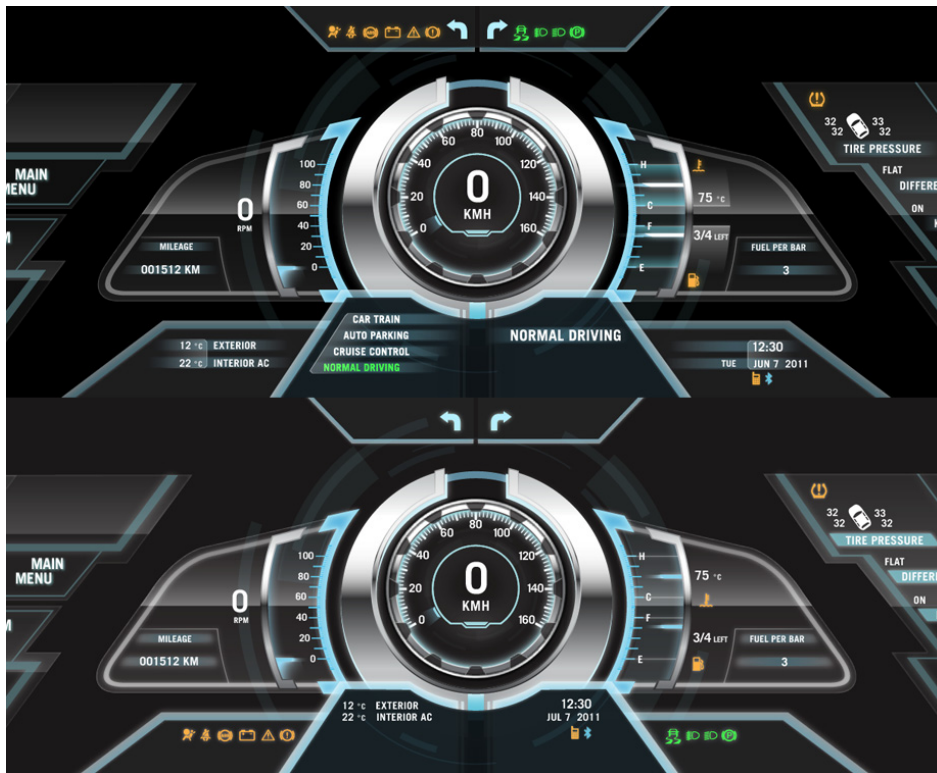 32 33
32 32
TIRE PRESSURE
FLAT
DIFFERE
ON
MAIN
MENU
100
80
60
40
20
0
0
RPM
MILEAGE
001512 KM
0
20
40
60
80
100
120
140
160
0
KMH
H
C
F
E
75 °C
3/4 LEFT
FUEL PER BAR
3
12 °C EXTERIOR
22 °C INTERIOR AC
CAR TRAIN
AUTO PARKING
CRUISE CONTROL
NORMAL DRIVING
NORMAL DRIVING
12:30
TUE JUN 7 2011
32 33
32 32
TIRE PRESSURE
FLAT
DIFFERE
ON
MAIN
MENU
100
80
60
40
20
0
0
RPM
MILEAGE
001512 KM
0
20
40
60
80
100
120
140
160
0
KMH
H
C
F
E
75 °C
3/4 LEFT
FUEL PER BAR
3
12 °C EXTERIOR
22 °C INTERIOR AC
12:30
JUL 7 2011